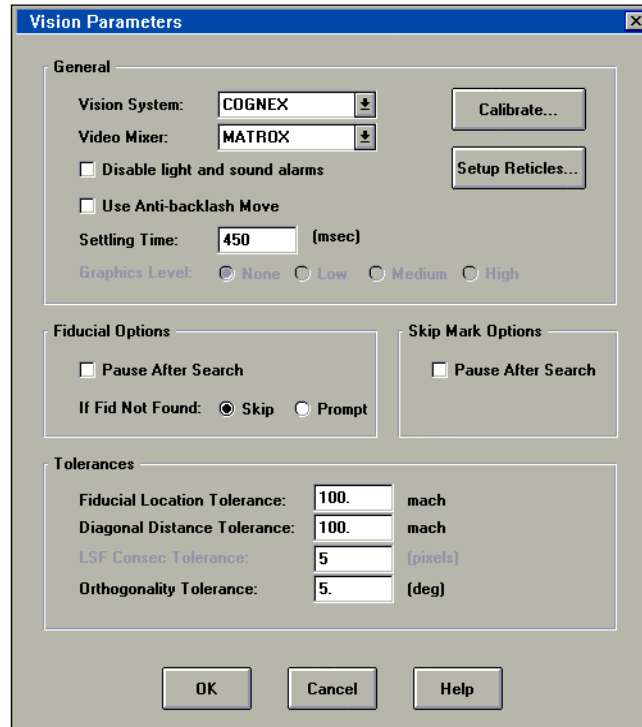 Vision Parameters
General
Vision System: COGNEX
Calibrate...
Video Mixer: MATROX
Disable light and sound alarms
Setup Reticles...
Use Anti-backlash Move
Settling Time: 450 (msec)
Graphics Level: None Low Medium High
Fiducial Options
Skip Mark Options
Pause After Search
Pause After Search
If Fid Not Found: Skip Prompt
Tolerances
Fiducial Location Tolerance: 100. mach
Diagonal Distance Tolerance: 100. mach
LSF Consec Tolerance: 5 (pixels)
Orthogonality Tolerance: 5. (deg)
OK Cancel Help